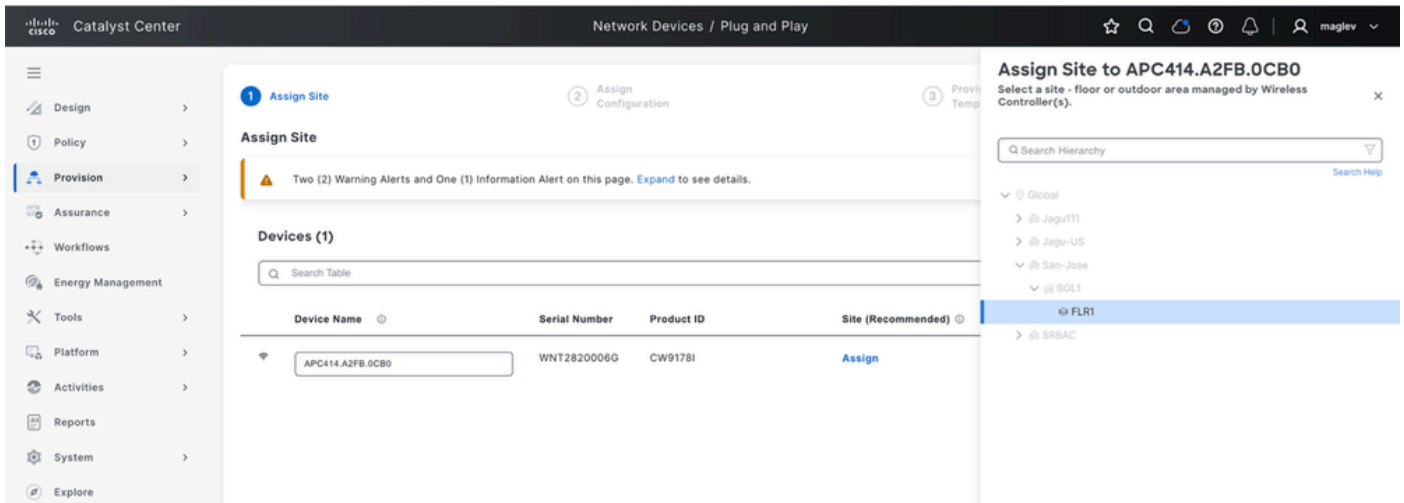 cisco Catalyst Center
Network Devices / Plug and Play
maglev
Design
Policy
Provision
Assurance
Workflows
Energy Management
Tools
Platform
Activities
Reports
System
Explore
1 Assign Site
2 Assign
Configuration
3 Provis
Temp
Assign Site
Two (2) Warning Alerts and One (1) Information Alert on this page. Expand to see details.
Devices (1)
Search Table
Device Name Serial Number Product ID Site (Recommended)
APC414.A2FB.0CB0 WNT2820006G CW9178I Assign
Assign Site to APC414.A2FB.0CB0
Select a site - floor or outdoor area managed by Wireless
Controller(s).
Search Hierarchy
Search Help
Global
Jagu111
Jagu-US
San-Jose
BGL1
FLR1
SRBAC